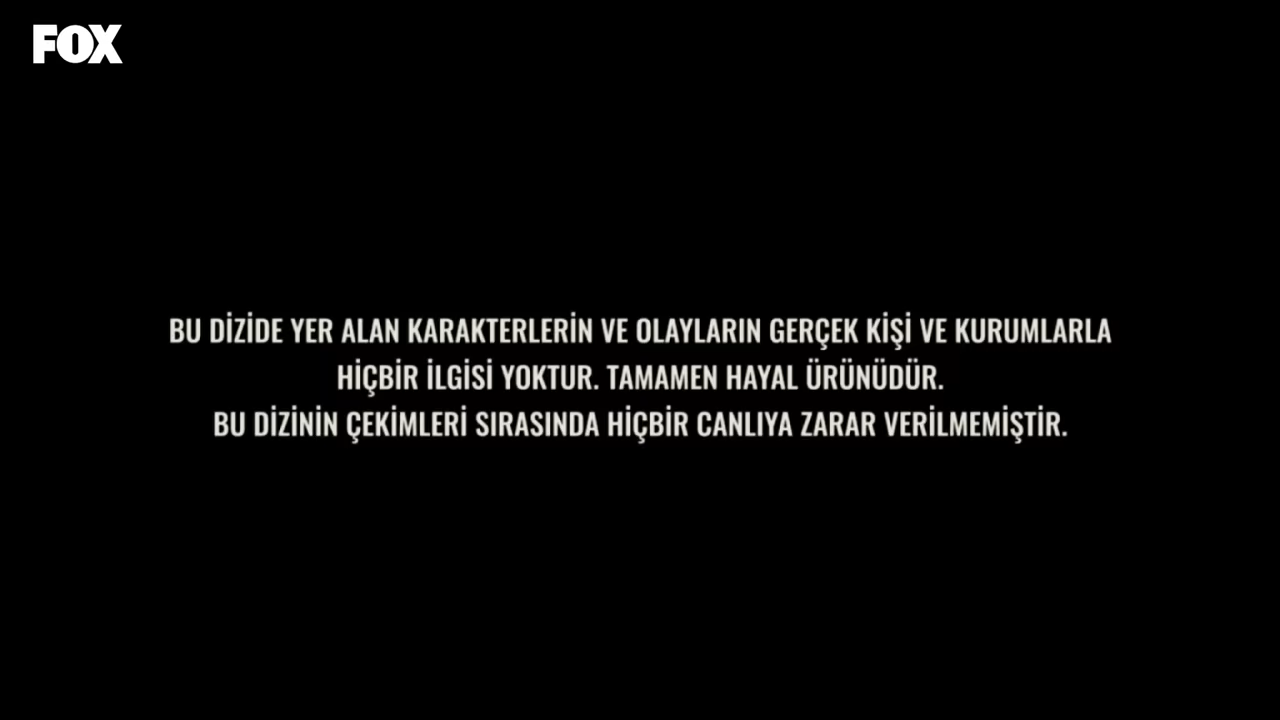 FOX
BU DİZİDE YER ALAN KARAKTERLERİN VE OLAYLARIN GERÇEK KİŞİ VE KURUMLARLA
HİÇBİR İLGİSİ YOKTUR. TAMAMEN HAYAL ÜRÜNÜDÜR.
BU DİZİNİN ÇEKİMLERİ SIRASINDA HİÇBİR CANLIYA ZARAR VERİLMEMİŞTİR.